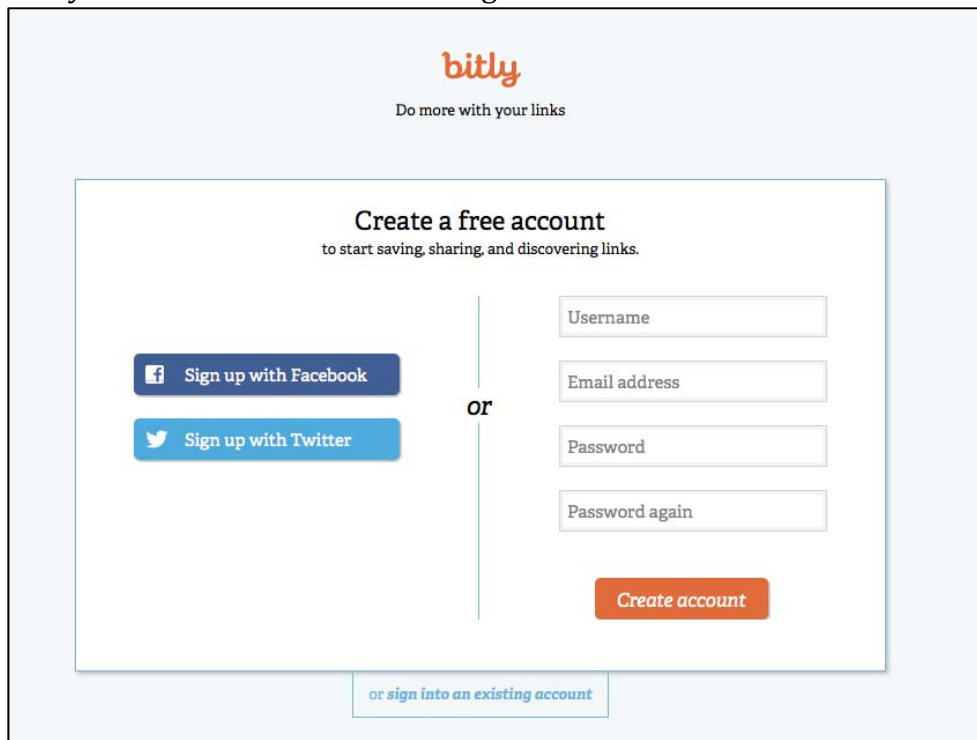 bitly
Do more with your links
Create a free account
to start saving, sharing, and discovering links.
Sign up with Facebook
Sign up with Twitter
or
Username
Email address
Password
Password again
Create account
or sign into an existing account